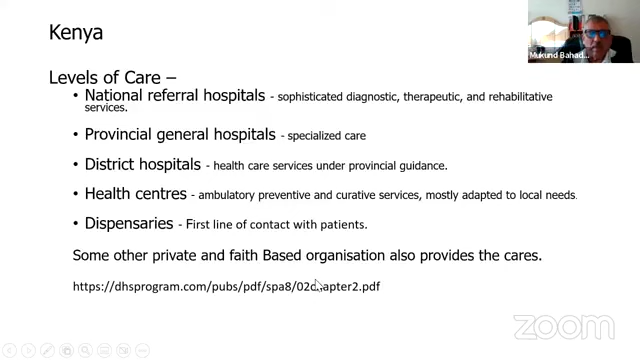 Kenya
Mukund Bahad...
Levels of Care –
• National referral hospitals - sophisticated diagnostic, therapeutic, and rehabilitative
services.
• Provincial general hospitals - specialized care
• District hospitals - health care services under provincial guidance.
• Health centres - ambulatory preventive and curative services, mostly adapted to local needs.
• Dispensaries - First line of contact with patients.
Some other private and faith Based organisation also provides the cares.
https://dhsprogram.com/pubs/pdf/spa8/02chapter2.pdf
zoom